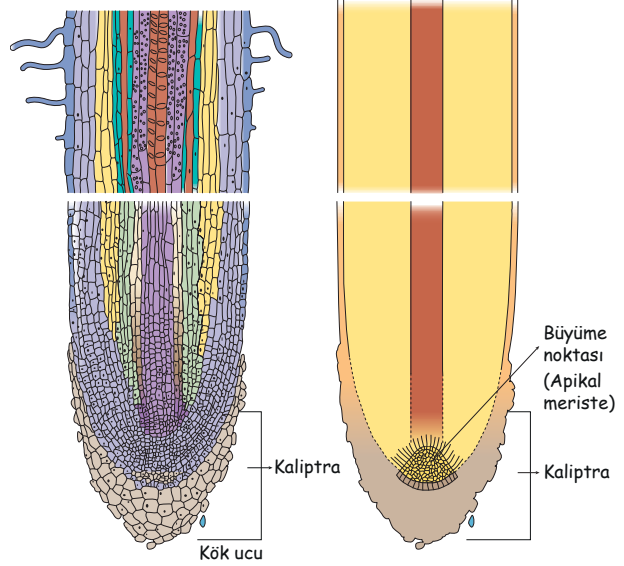 Büyüme
noktası
(Apikal
meriste)
Kaliptra
Kaliptra
Kök ucu